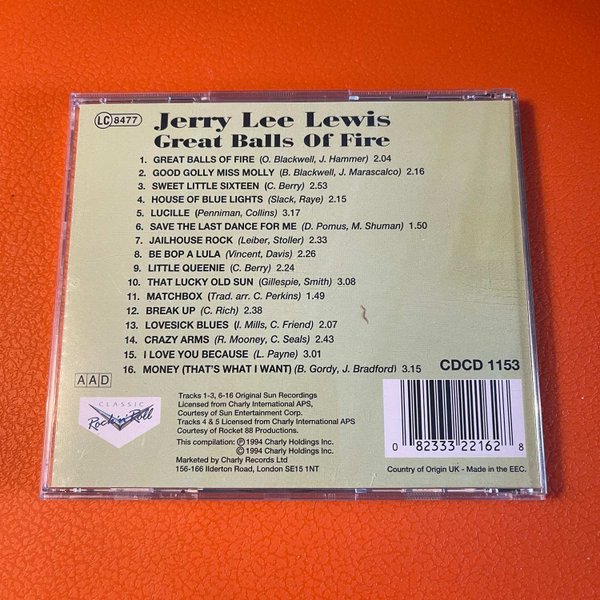 LC 8477
Jerry Lee Lewis
Great Balls Of Fire
1. GREAT BALLS OF FIRE (O. Blackwell, J. Hammer) 2.04
2. GOOD GOLLY MISS MOLLY (B. Blackwell, J. Marascalco) 2.16
3. SWEET LITTLE SIXTEEN (C. Berry) 2.53
4. HOUSE OF BLUE LIGHTS (Slack, Raye) 2.15
5. LUCILLE (Penniman, Collins) 3.17
6. SAVE THE LAST DANCE FOR ME (D. Pomus, M. Shuman) 1.50
7. JAILHOUSE ROCK (Leiber, Stoller) 2.33
8. BE BOP A LULA (Vincent, Davis) 2.26
9. LITTLE QUEENIE (C. Berry) 2.24
10. THAT LUCKY OLD SUN (Gillespie, Smith) 3.08
11. MATCHBOX (Trad. arr. C. Perkins) 1.49
12. BREAK UP (C. Rich) 2.38
13. LOVESICK BLUES (I. Mills, C. Friend) 2.07
14. CRAZY ARMS (R. Mooney, C. Seals) 2.43
15. I LOVE YOU BECAUSE (L. Payne) 3.01
16. MONEY (THAT'S WHAT I WANT) (B. Gordy, J. Bradford) 3.15
CDCD 1153
AAD
CLASSIC
Rock'n'Roll
Tracks 1-3, 6-16 Original Sun Recordings
Licensed from Charly International APS,
Courtesy of Sun Entertainment Corp.
Tracks 4 & 5 Licensed from Charly International APS
Courtesy of Rocket 88 Productions.
This compilation: ℗ 1994 Charly Holdings Inc.
© 1994 Charly Holdings Inc.
Marketed by Charly Records Ltd
156-166 Ilderton Road, London SE15 1NT
0 82333 22162 8
Country of Origin UK - Made in the EEC.